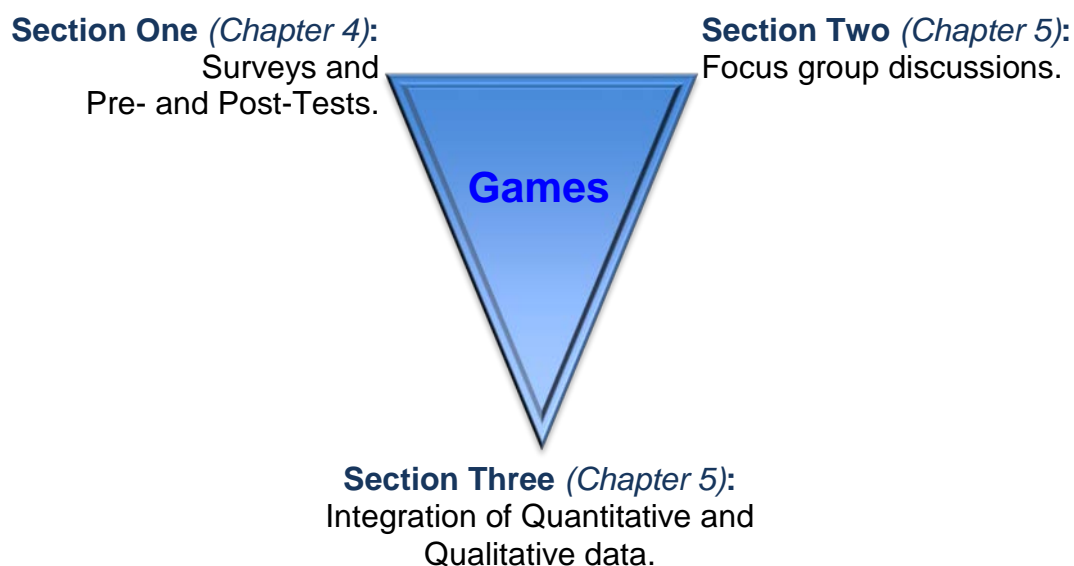 Section One (Chapter 4):
Surveys and
Pre- and Post-Tests.
Section Two (Chapter 5):
Focus group discussions.
Games
Section Three (Chapter 5):
Integration of Quantitative and
Qualitative data.